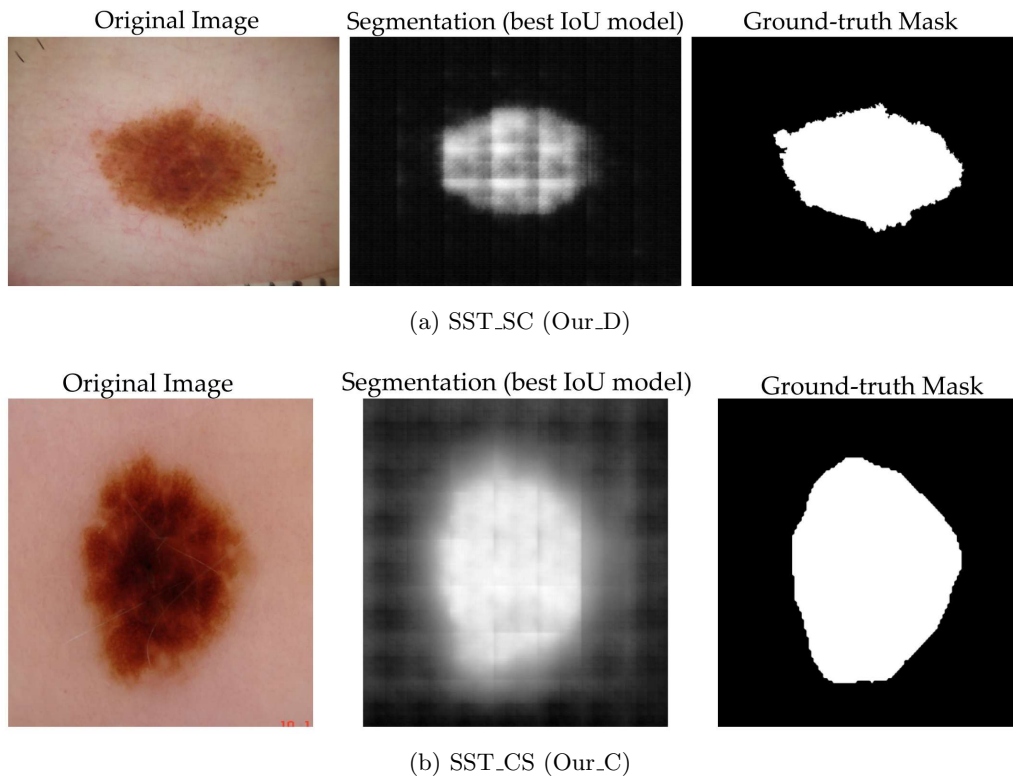 Original Image Segmentation (best IoU model) Ground-truth Mask
(a) SST_SC (Our_D)
Original Image Segmentation (best IoU model) Ground-truth Mask
(b) SST_CS (Our_C)